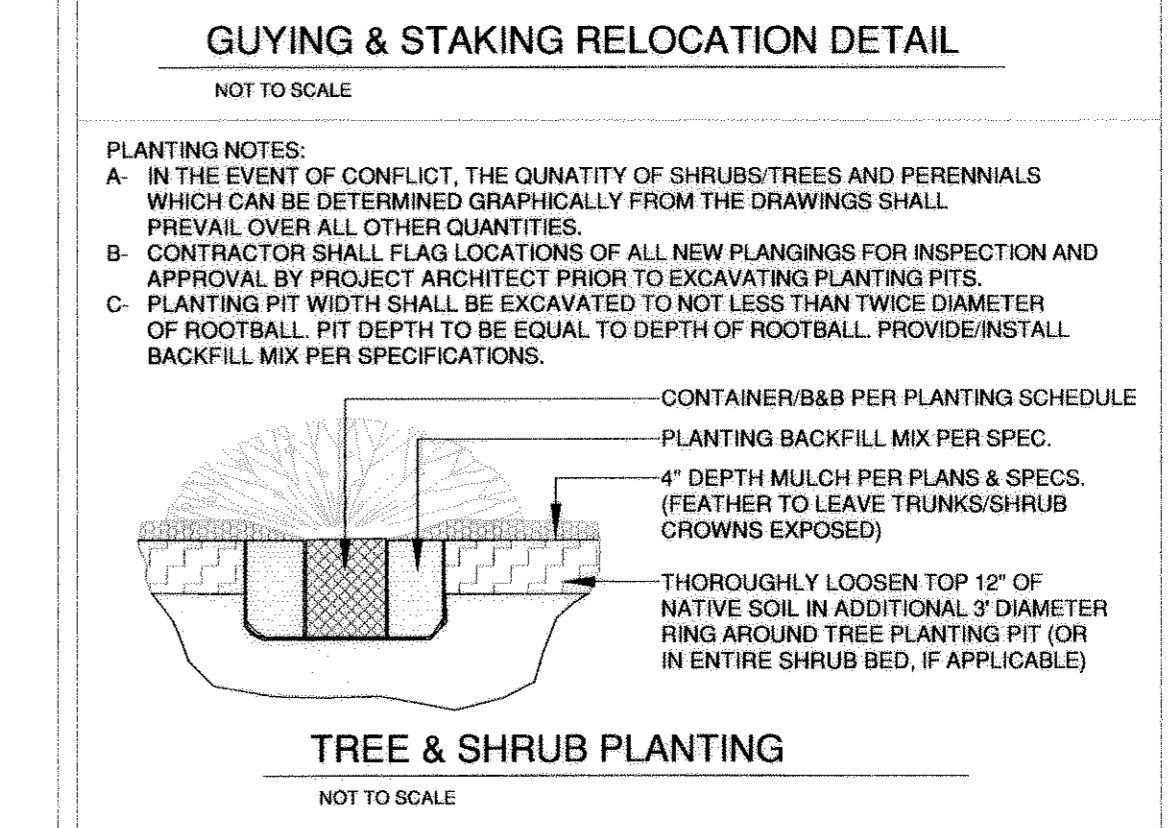 GUYING & STAKING RELOCATION DETAIL
NOT TO SCALE
PLANTING NOTES:
A- IN THE EVENT OF CONFLICT, THE QUNATITY OF SHRUBS/TREES AND PERENNIALS
WHICH CAN BE DETERMINED GRAPHICALLY FROM THE DRAWINGS SHALL
PREVAIL OVER ALL OTHER QUANTITIES.
B- CONTRACTOR SHALL FLAG LOCATIONS OF ALL NEW PLANGINGS FOR INSPECTION AND
APPROVAL BY PROJECT ARCHITECT PRIOR TO EXCAVATING PLANTING PITS.
C- PLANTING PIT WIDTH SHALL BE EXCAVATED TO NOT LESS THAN TWICE DIAMETER
OF ROOTBALL. PIT DEPTH TO BE EQUAL TO DEPTH OF ROOTBALL. PROVIDE/INSTALL
BACKFILL MIX PER SPECIFICATIONS.
CONTAINER/B&B PER PLANTING SCHEDULE
PLANTING BACKFILL MIX PER SPEC.
4" DEPTH MULCH PER PLANS & SPECS.
(FEATHER TO LEAVE TRUNKS/SHRUB
CROWNS EXPOSED)
THOROUGHLY LOOSEN TOP 12" OF
NATIVE SOIL IN ADDITIONAL 3' DIAMETER
RING AROUND TREE PLANTING PIT (OR
IN ENTIRE SHRUB BED, IF APPLICABLE)
TREE & SHRUB PLANTING
NOT TO SCALE